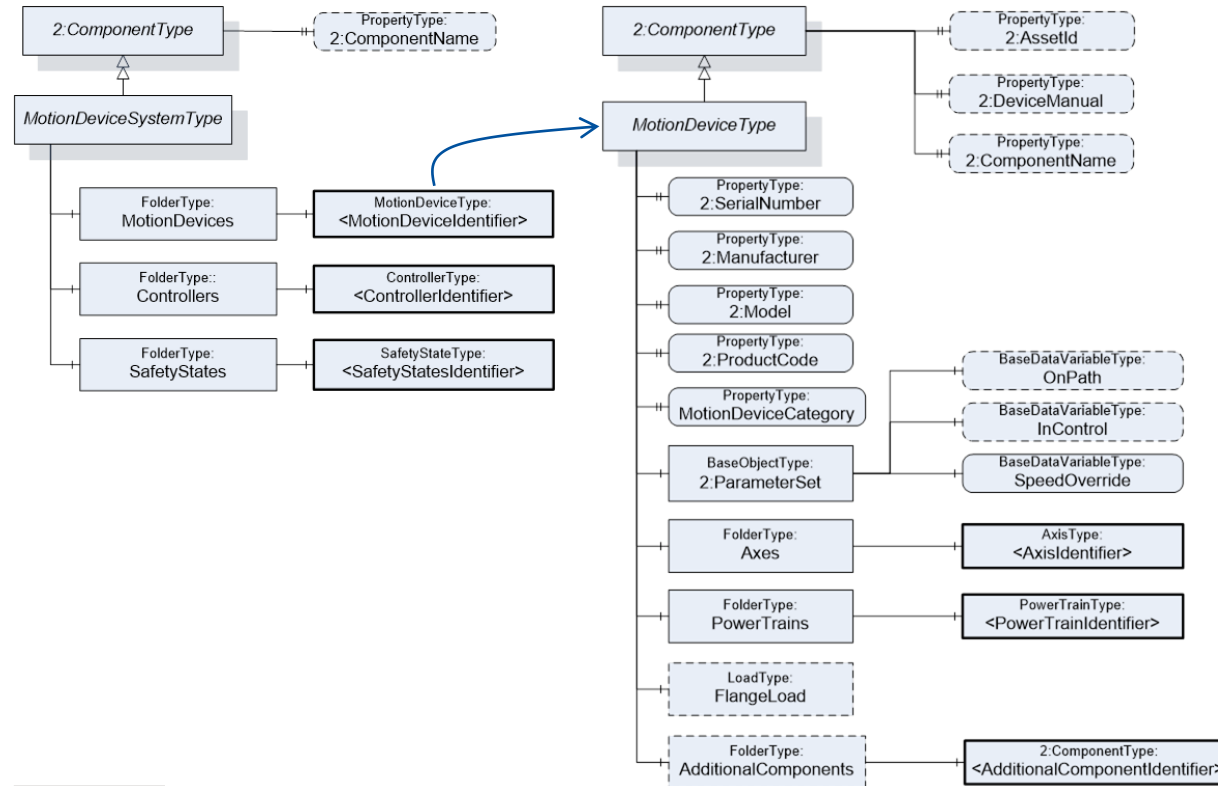 2:ComponentType
PropertyType:
2:ComponentName
MotionDeviceSystemType
FolderType:
MotionDevices
MotionDeviceType:
<MotionDeviceIdentifier>
FolderType::
Controllers
ControllerType:
<ControllerIdentifier>
FolderType:
SafetyStates
SafetyStateType:
<SafetyStatesIdentifier>
2:ComponentType
PropertyType:
2:AssetId
PropertyType:
2:DeviceManual
PropertyType:
2:ComponentName
MotionDeviceType
PropertyType:
2:SerialNumber
PropertyType:
2:Manufacturer
PropertyType:
2:Model
PropertyType:
2:ProductCode
PropertyType:
MotionDeviceCategory
BaseObjectType:
2:ParameterSet
BaseDataVariableType:
OnPath
BaseDataVariableType:
InControl
BaseDataVariableType:
SpeedOverride
FolderType:
Axes
AxisType:
<AxisIdentifier>
FolderType:
PowerTrains
PowerTrainType:
<PowerTrainIdentifier>
LoadType:
FlangeLoad
FolderType:
AdditionalComponents
2:ComponentType:
<AdditionalComponentIdentifier>